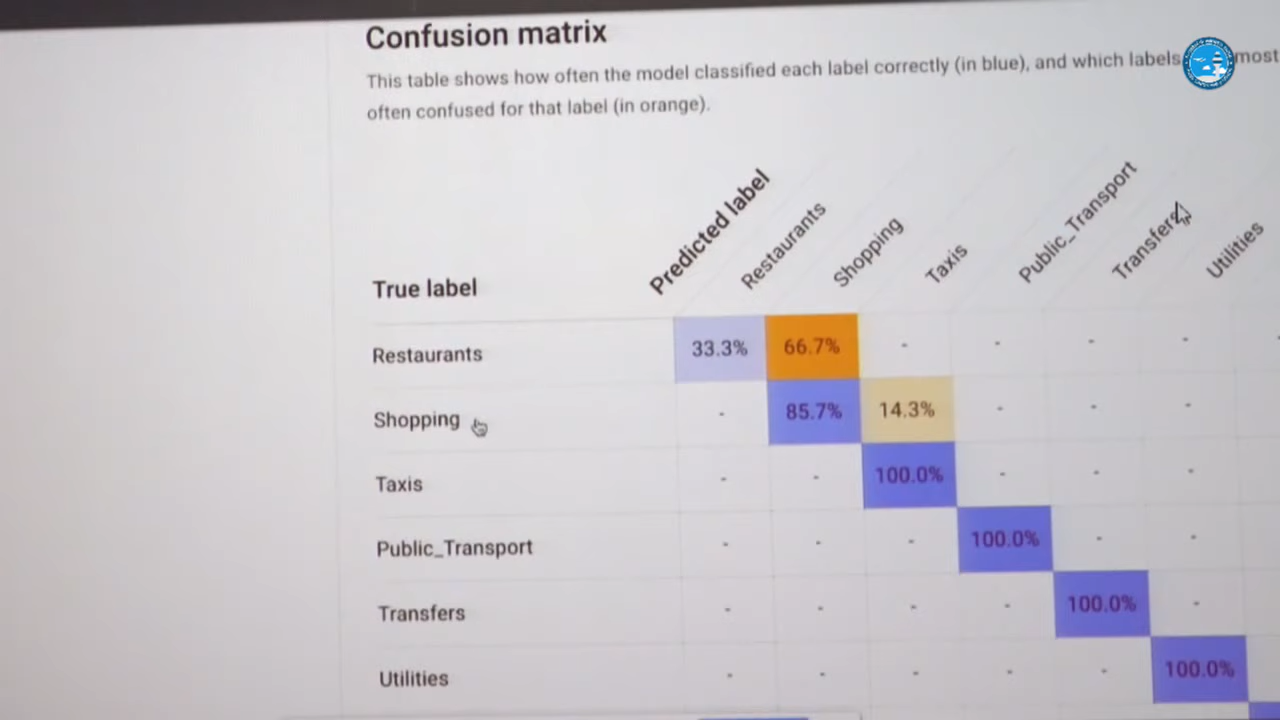 Confusion matrix
This table shows how often the model classified each label correctly (in blue), and which labels most
often confused for that label (in orange).
True label Predicted label Restaurants Shopping Taxis Public_Transport Transfers Utilities
Restaurants 33.3% 66.7% - - - -
Shopping - 85.7% 14.3% - - -
Taxis - - 100.0% - - -
Public_Transport - - - 100.0% - -
Transfers - - - - 100.0% -
Utilities - - - - - 100.0%